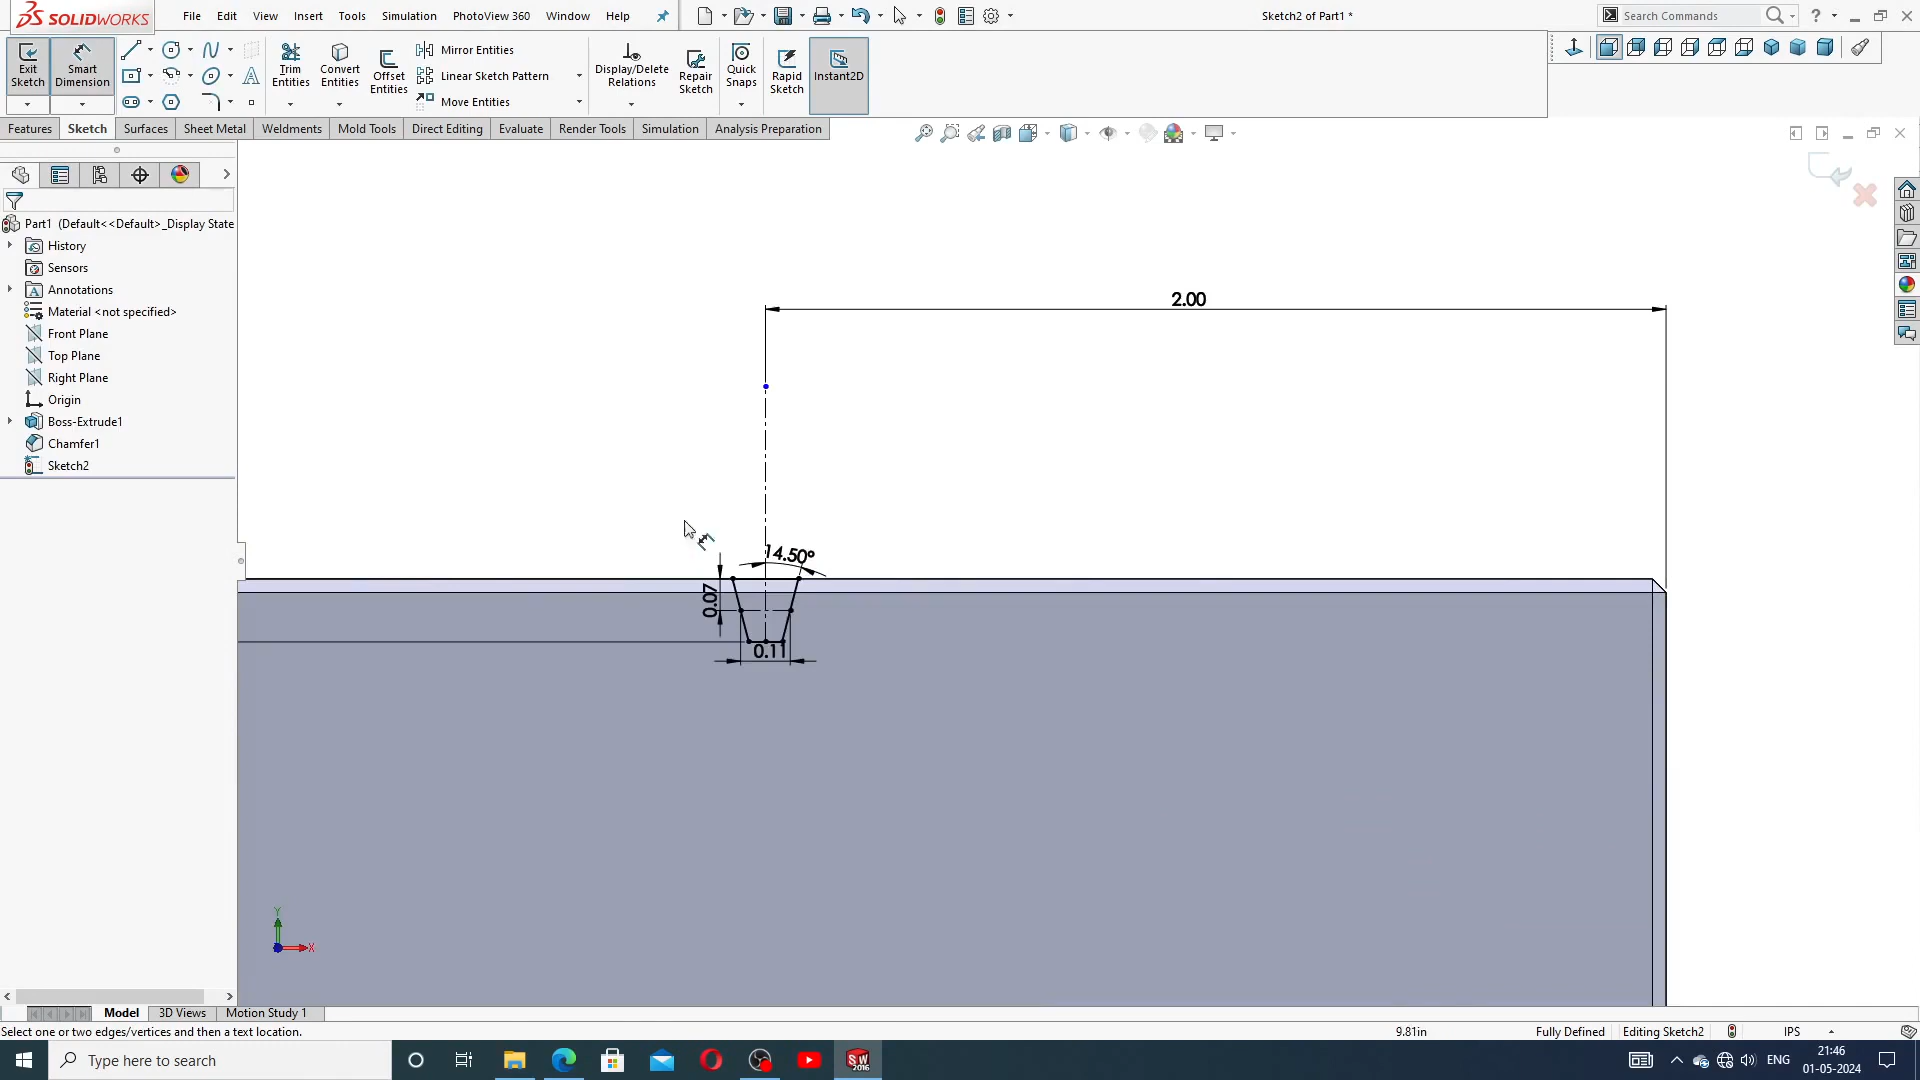 SOLIDWORKS File Edit View Insert Tools Simulation PhotoView 360 Window Help Sketch2 of Part1 * Search Commands ?
Exit Sketch
Smart Dimension
Trim Entities
Convert Entities
Offset Entities
Mirror Entities
Linear Sketch Pattern
Move Entities
Display/Delete Relations
Repair Sketch
Quick Snaps
Rapid Sketch
Instant2D
Features Sketch Surfaces Sheet Metal Weldments Mold Tools Direct Editing Evaluate Render Tools Simulation Analysis Preparation
Part1 (Default<<Default>_Display State
History
Sensors
Annotations
Material <not specified>
Front Plane
Top Plane
Right Plane
Origin
Boss-Extrude1
Chamfer1
Sketch2
2.00
14.50°
0.07
0.11
Y
X
Model 3D Views Motion Study 1
Select one or two edges/vertices and then a text location. 9.81in Fully Defined Editing Sketch2 IPS
Type here to search
SW 2016
ENG
21:46
01-05-2024